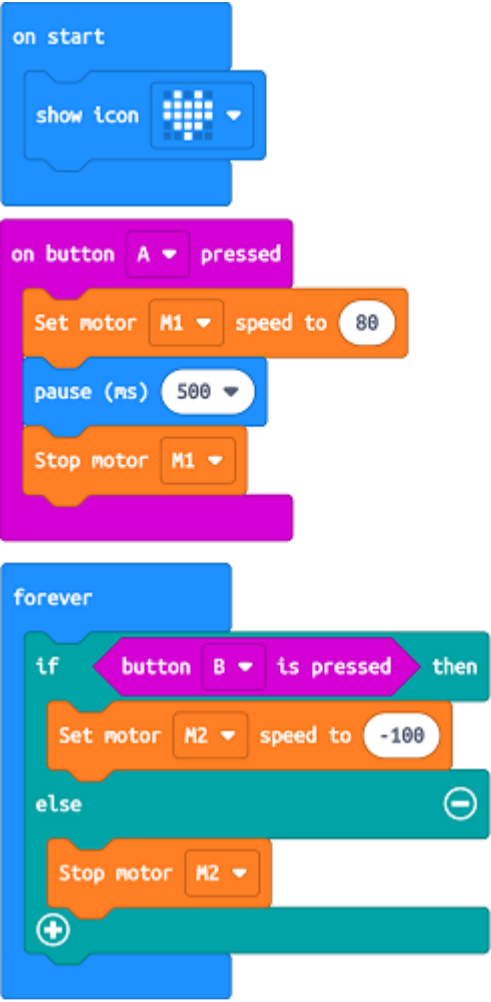 on start
show icon
on button A pressed
Set motor M1 speed to 80
pause (ms) 500
Stop motor M1
forever
if button B is pressed then
Set motor M2 speed to -100
else
Stop motor M2